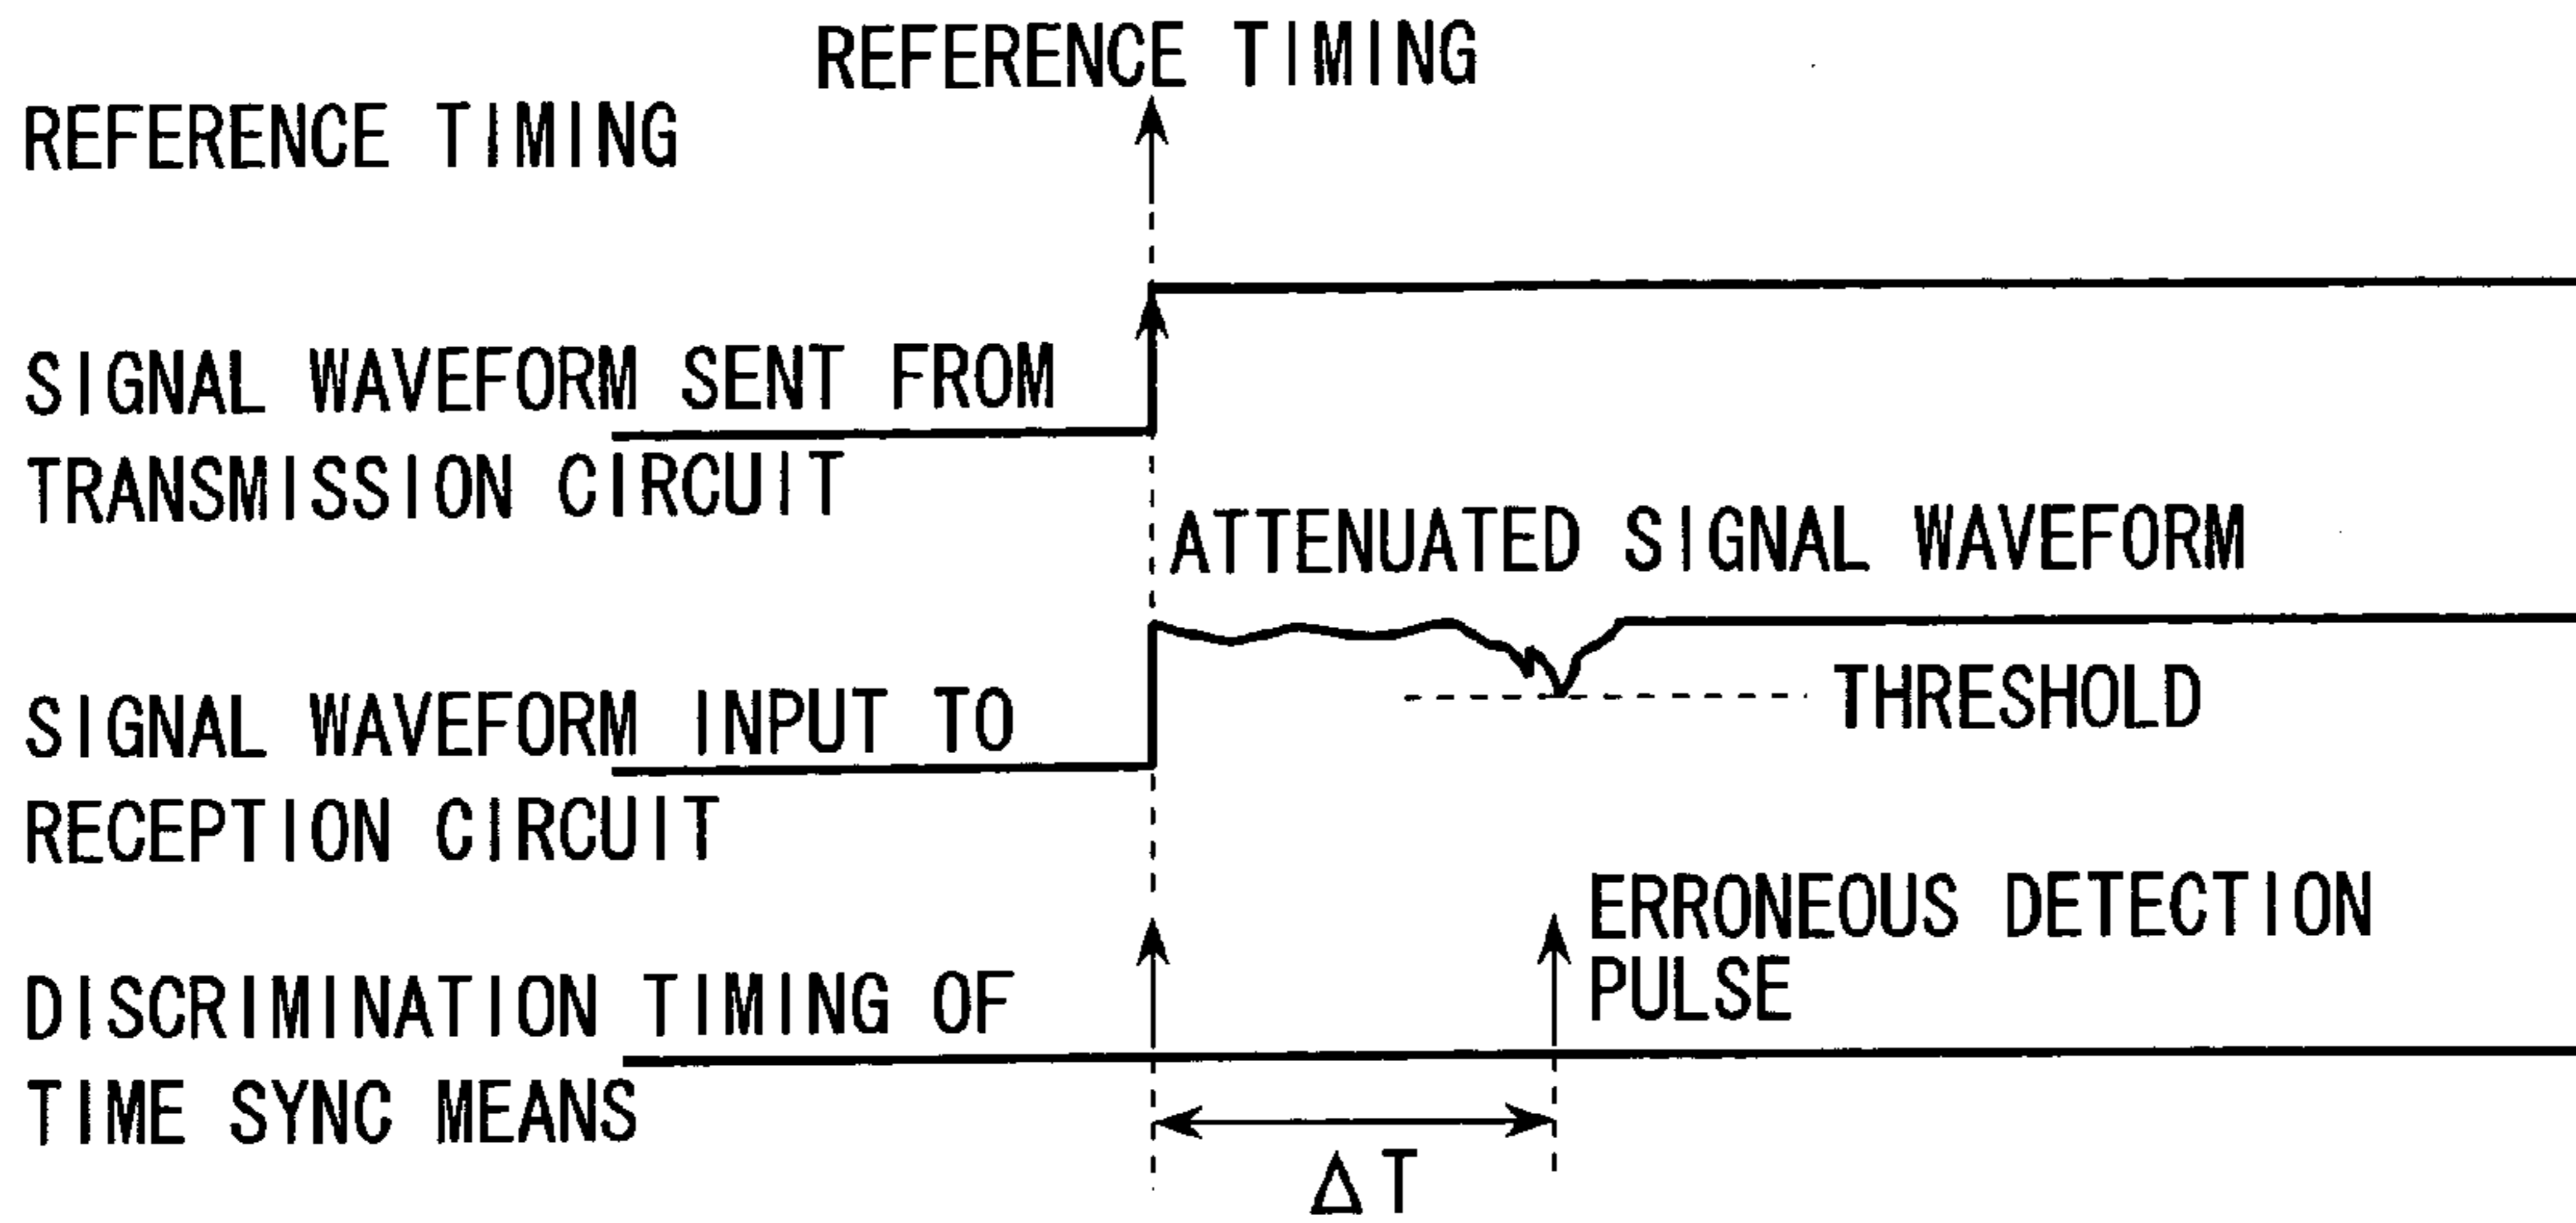 REFERENCE TIMING
REFERENCE TIMING
SIGNAL WAVEFORM SENT FROM
TRANSMISSION CIRCUIT
ATTENUATED SIGNAL WAVEFORM
THRESHOLD
SIGNAL WAVEFORM INPUT TO
RECEPTION CIRCUIT
ERRONEOUS DETECTION
PULSE
DISCRIMINATION TIMING OF
TIME SYNC MEANS
ΔT